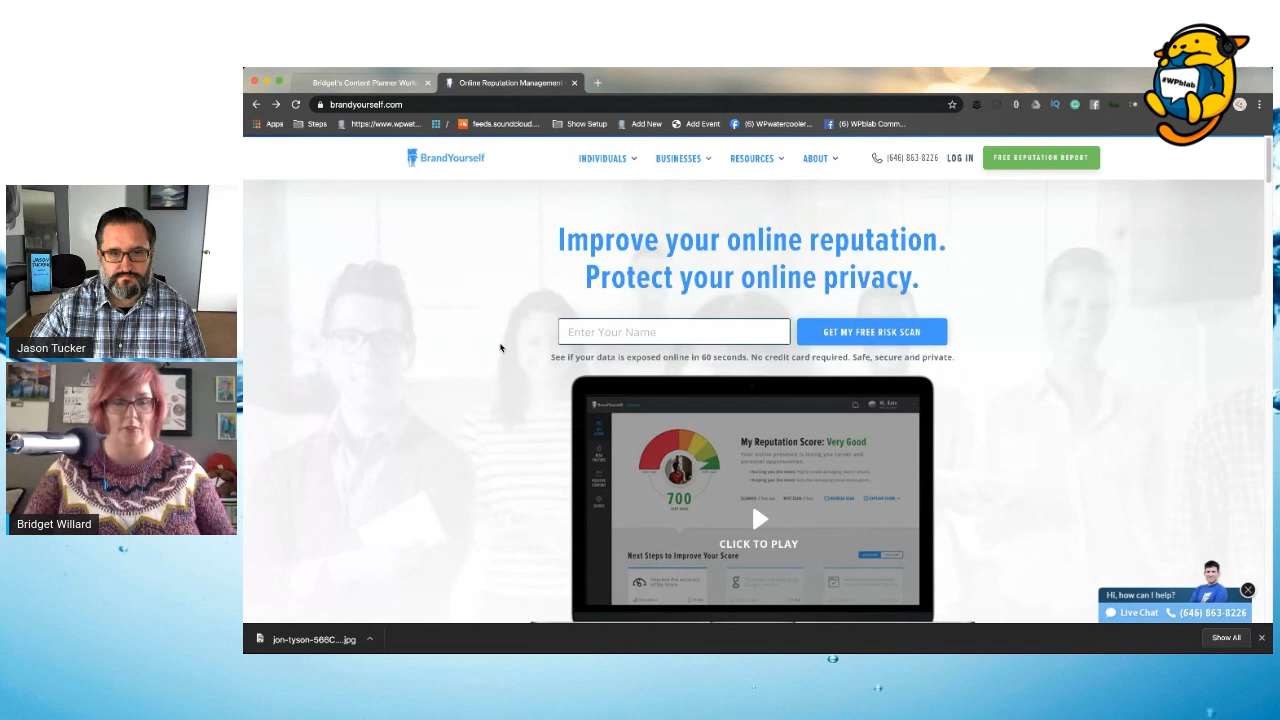 #WPblab
Bridget's Content Planner Work
Online Reputation Management
brandyourself.com
Apps
Steps
https://www.wpwat...
/
feeds.soundcloud....
Show Setup
Add New
Add Event
(6) WPwatercooler...
(6) WPblab Comm...
BrandYourself
INDIVIDUALS
BUSINESSES
RESOURCES
ABOUT
(646) 863-8226
LOG IN
FREE REPUTATION REPORT
Improve your online reputation.
Protect your online privacy.
Enter Your Name
GET MY FREE RISK SCAN
See if your data is exposed online in 60 seconds. No credit card required. Safe, secure and private.
BrandYourself
My Reputation Score: Very Good
700
CLICK TO PLAY
Next Steps to Improve Your Score
JASON
TUCKER
Jason Tucker
Bridget Willard
Hi, how can I help?
Live Chat
(646) 863-8226
jon-tyson-566C....jpg
Show All